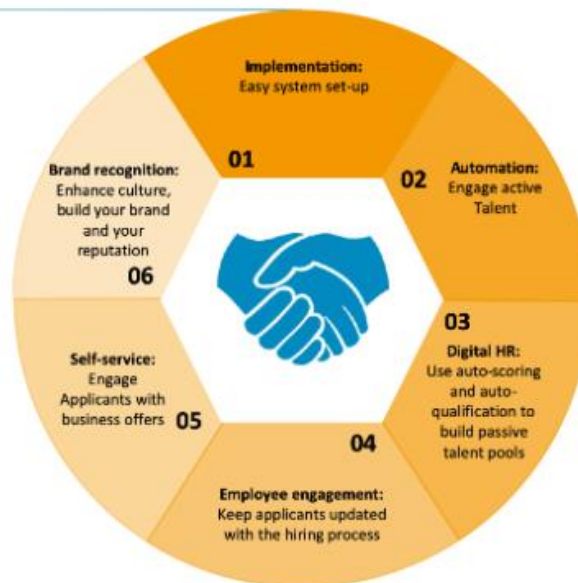 Implementation:
Easy system set-up
01
Automation:
Engage active
Talent
02
03
Digital HR:
Use auto-scoring
and auto-
qualification to
build passive
talent pools
04
Employee engagement:
Keep applicants updated
with the hiring process
Self-service:
Engage
Applicants with
business offers
05
Brand recognition:
Enhance culture,
build your brand
and your
reputation
06